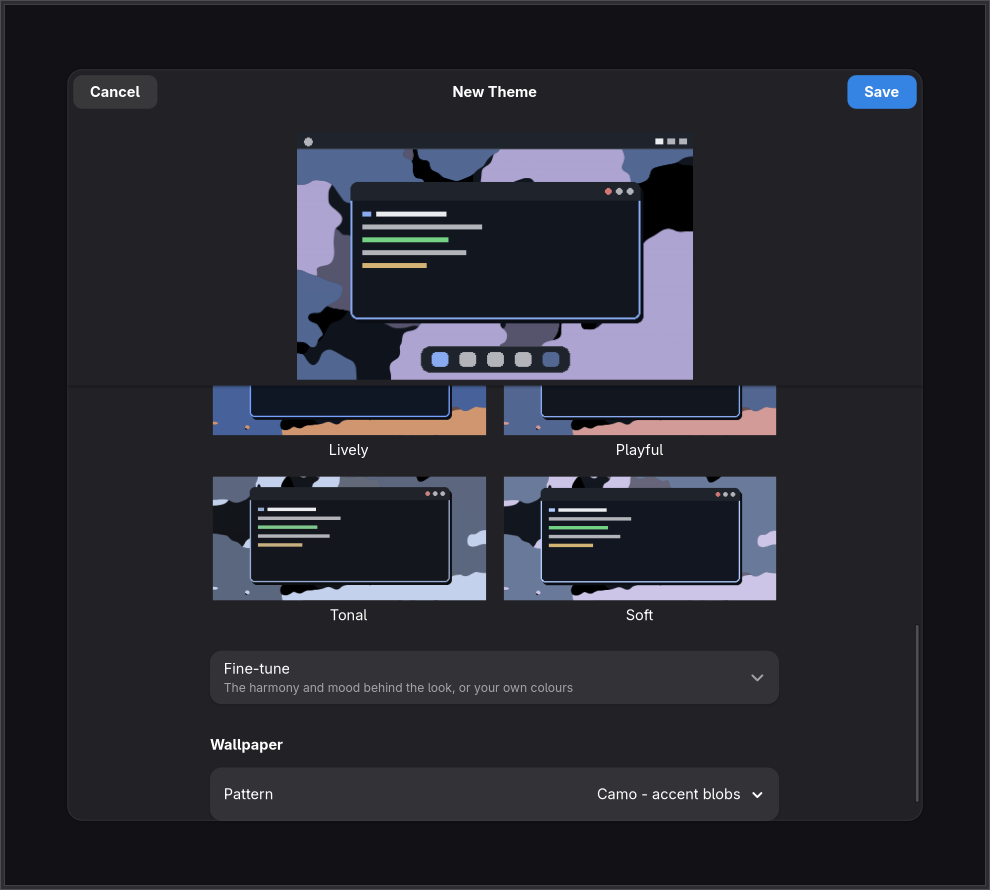 Cancel
New Theme
Save
Lively
Playful
Tonal
Soft
Fine-tune
The harmony and mood behind the look, or your own colours
Wallpaper
Pattern
Camo - accent blobs